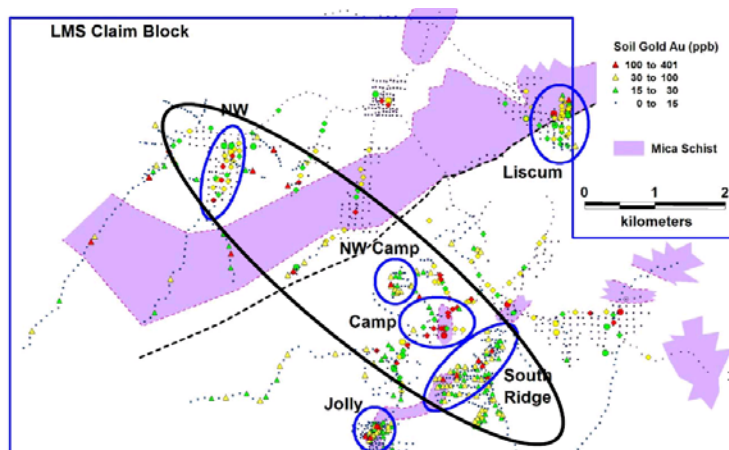 LMS Claim Block
Soil Gold Au (ppb)
100 to 401
30 to 100
15 to 30
0 to 15
Mica Schist
0 1 2
kilometers
NW
Liscum
NW Camp
Camp
South
Ridge
Jolly